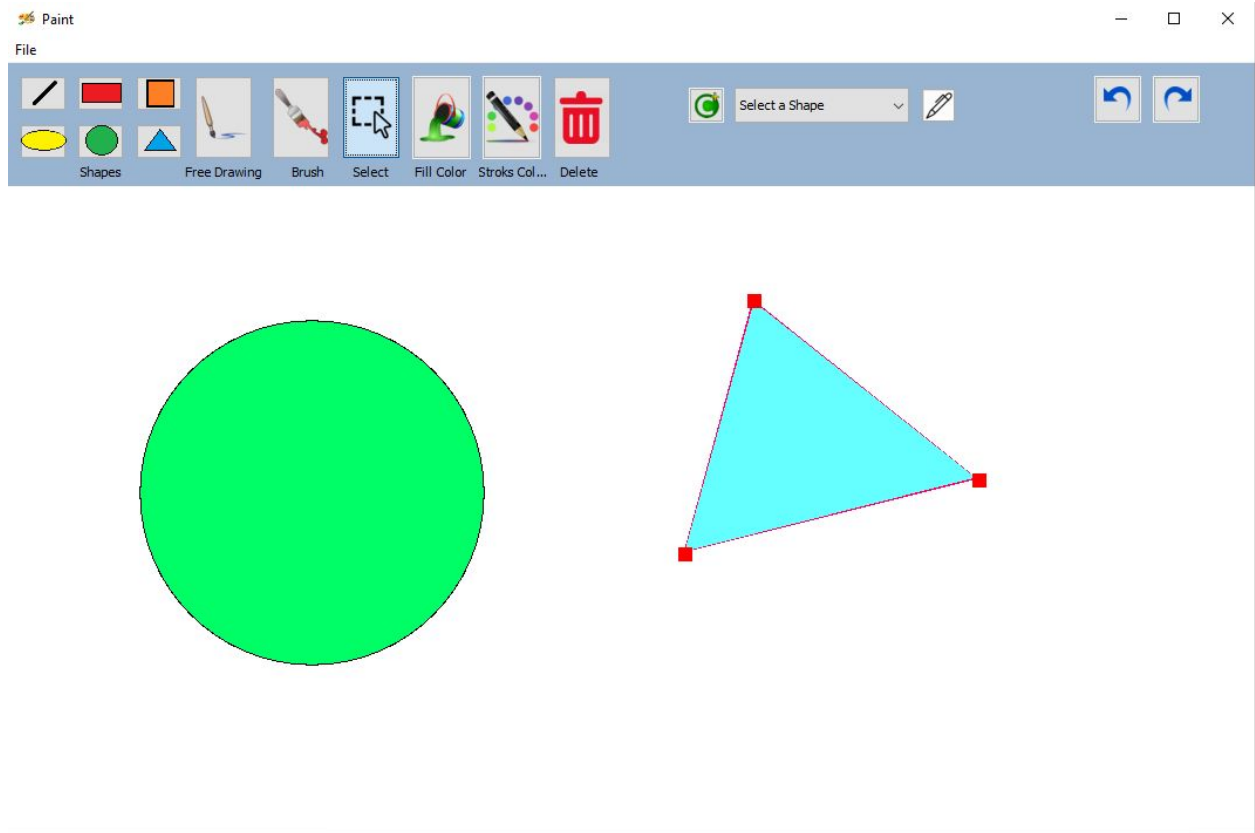 Paint
File
Select a Shape
Shapes
Free Drawing
Brush
Select
Fill Color
Stroks Col...
Delete